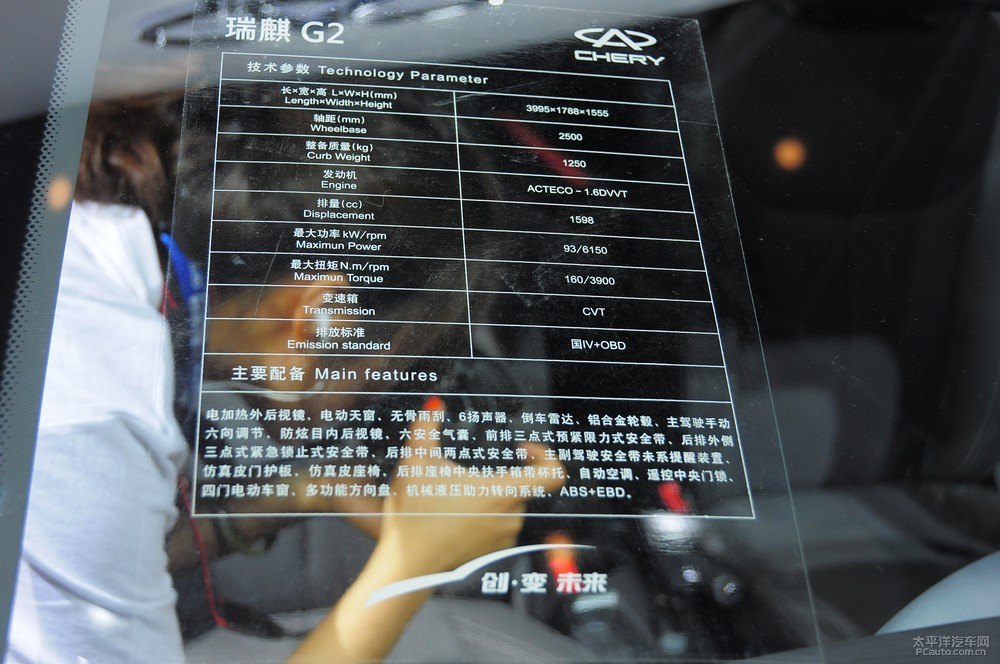 瑞麒 G2
CHERY
技术参数 Technology Parameter
长×宽×高 L×W×H(mm)
Length×Width×Height
3995×1788×1555
轴距(mm)
Wheelbase
2500
整备质量(kg)
Curb Weight
1250
发动机
Engine
ACTECO-1.6DVVT
排量(cc)
Displacement
1598
最大功率 kW/rpm
Maximun Power
93/6150
最大扭矩 N.m/rpm
Maximun Torque
160/3900
变速箱
Transmission
CVT
排放标准
Emission standard
国IV+OBD
主要配备 Main features
电加热外后视镜、电动天窗、无骨雨刮、6扬声器、倒车雷达、铝合金轮毂、主驾驶手动
六向调节、防炫目内后视镜、六安全气囊、前排三点式预紧限力式安全带、后排外侧
三点式紧急锁止式安全带、后排中间两点式安全带、主副驾驶安全带未系提醒装置、
仿真皮门护板、仿真皮座椅、后排座椅中央扶手箱带杯托、自动空调、遥控中央门锁、
四门电动车窗、多功能方向盘、机械液压助力转向系统、ABS+EBD。
创·变 未来
太平洋汽车网
PCauto.com.cn